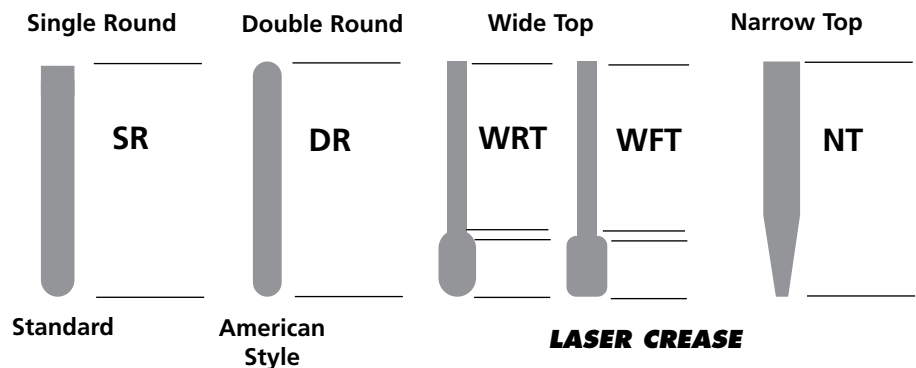 Single Round
Double Round
Wide Top
Narrow Top
SR
DR
WRT
WFT
NT
Standard
American
Style
LASER CREASE